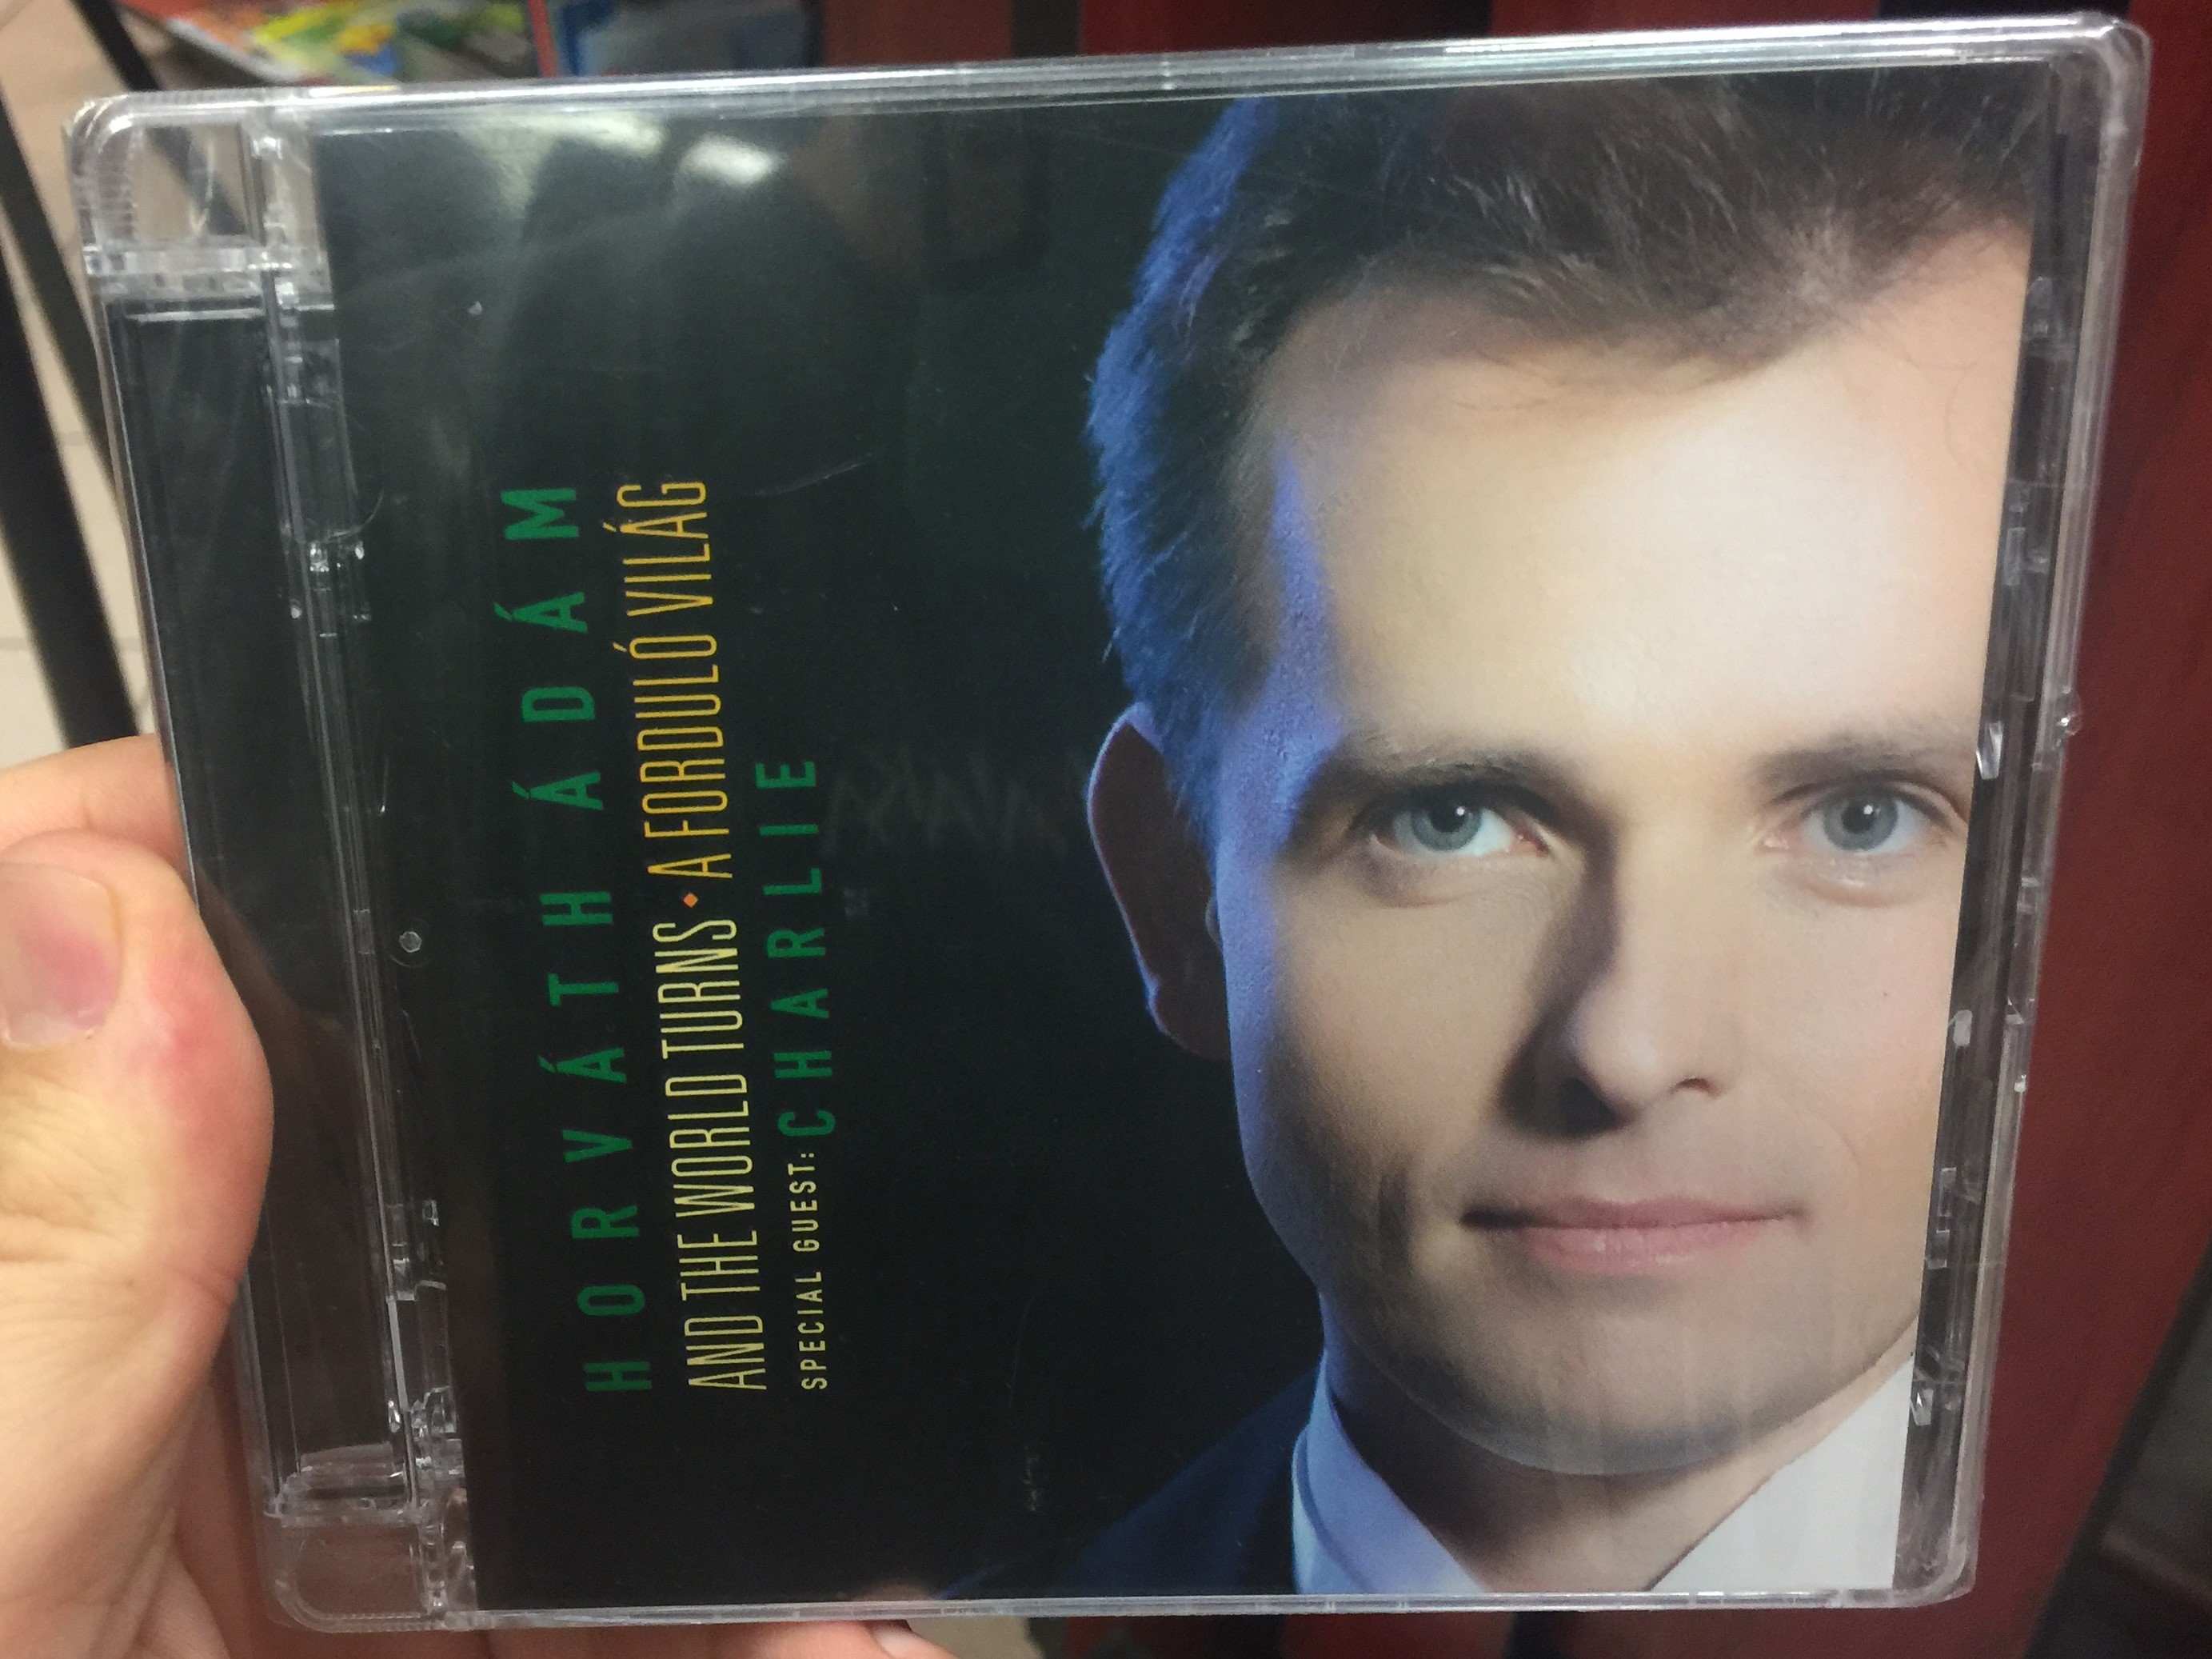 HORVÁTH ÁDÁM
AND THE WORLD TURNS • A FORDULÓ VILÁG
SPECIAL GUEST: CHARLIE